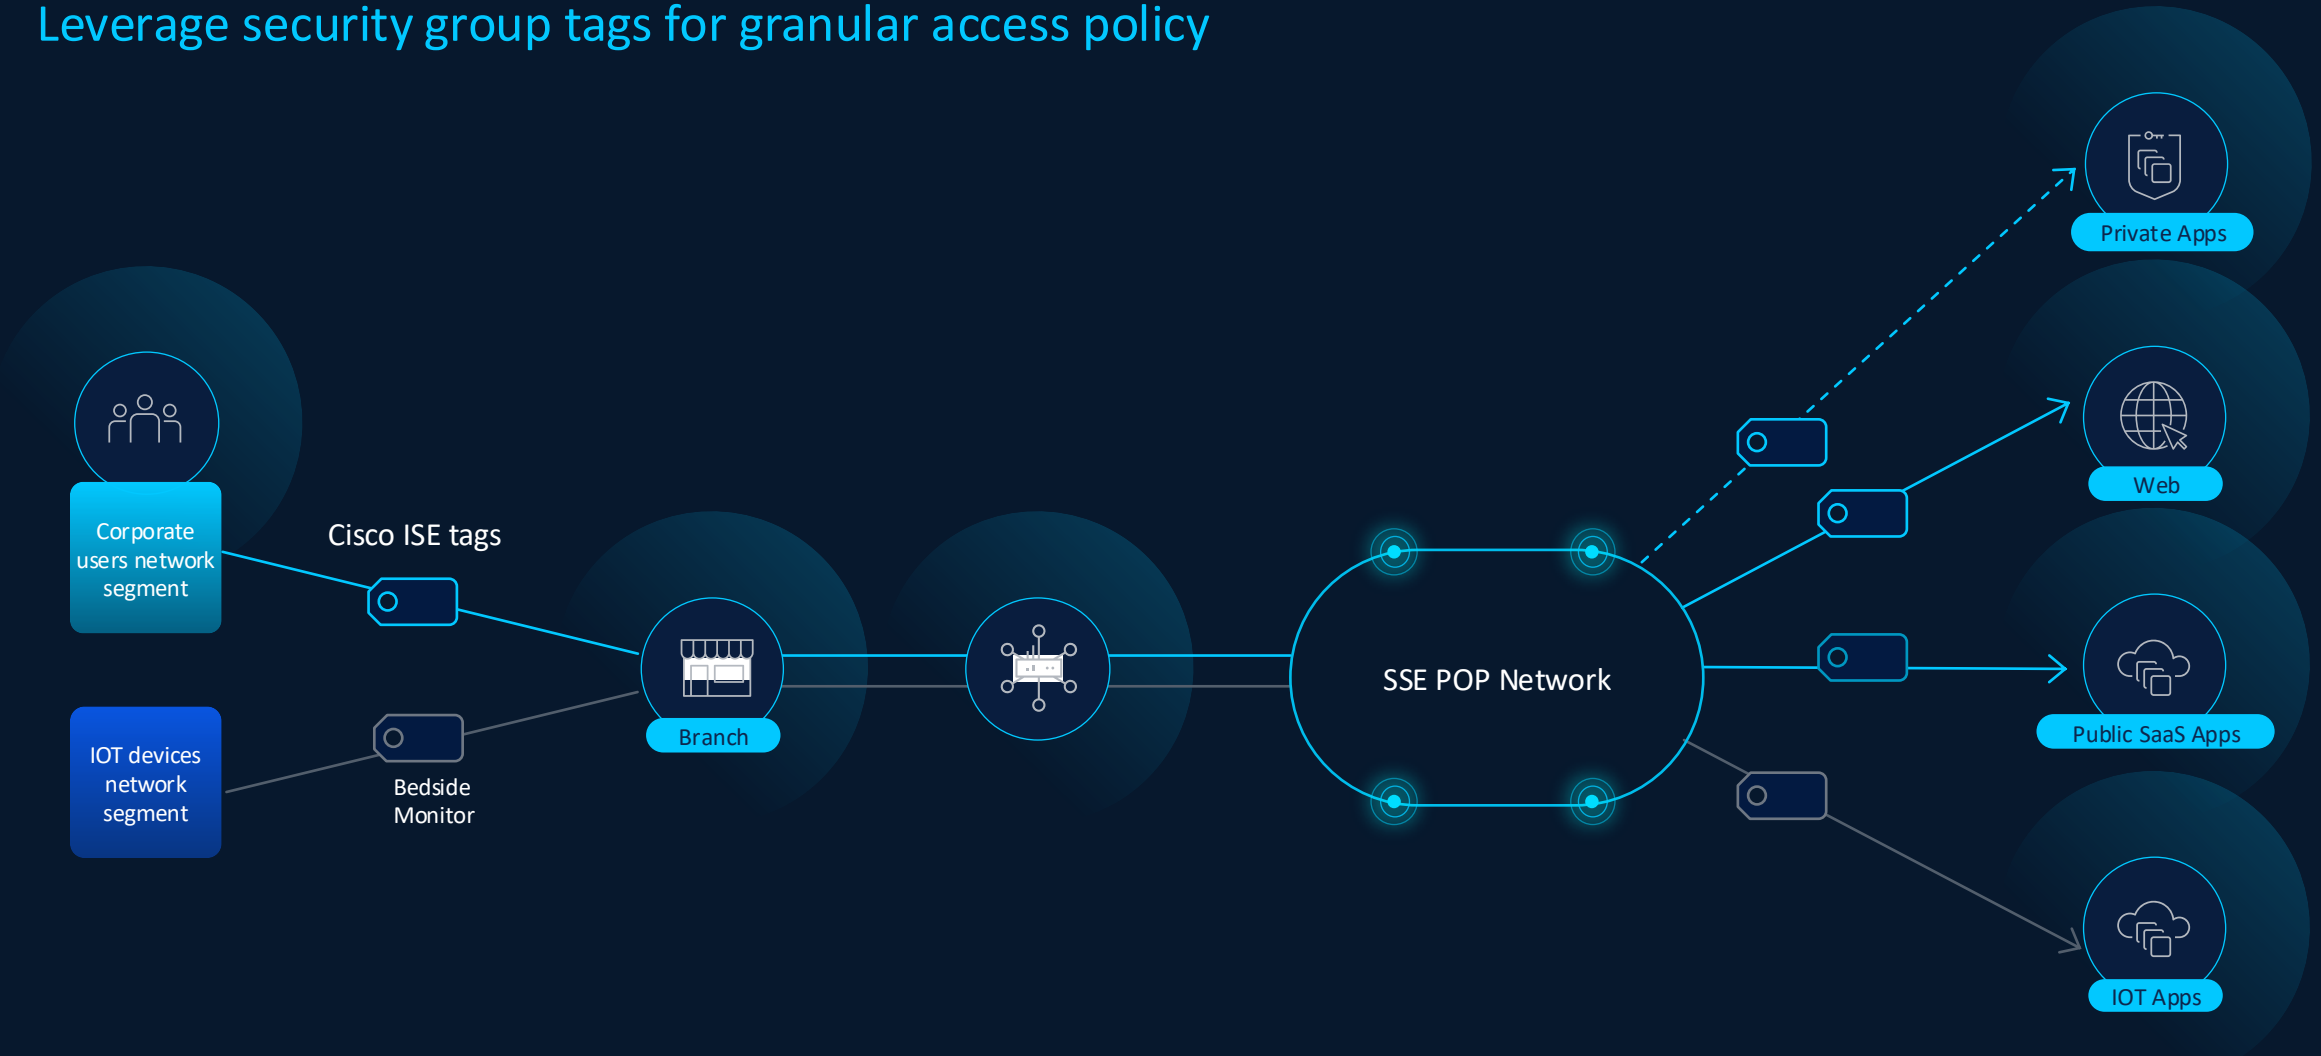 Leverage security group tags for granular access policy
Private Apps
Web
Corporate
users network
segment
Cisco ISE tags
SSE POP Network
Branch
Public SaaS Apps
IOT devices
network
segment
Bedside
Monitor
IOT Apps